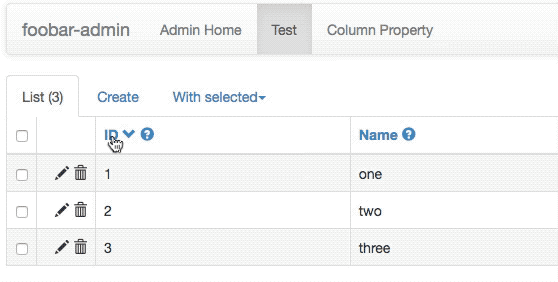 foobar-admin Admin Home Test Column Property
List (3) Create With selected
ID ? Name ?
1 one
2 two
3 three